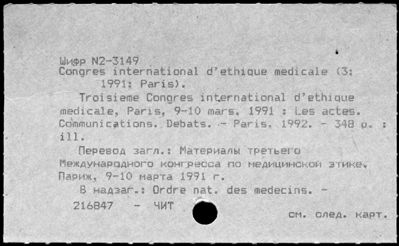 Шифр N2-3149
Congres international d'ethique medicale (3;
1991; Paris).
Troisieme Congres international d'ethique
medicale, Paris, 9-10 mars, 1991 : Les actes.
Communications. Debats. - Paris, 1992. - 348 p. :
ill.
Перевод загл.: Материалы третьего
Международного конгресса по медицинской этике,
Париж, 9-10 марта 1991 г.
В надзаг.: Ordre nat. des medecins. -
216847 - ЧИТ
см. след. карт.